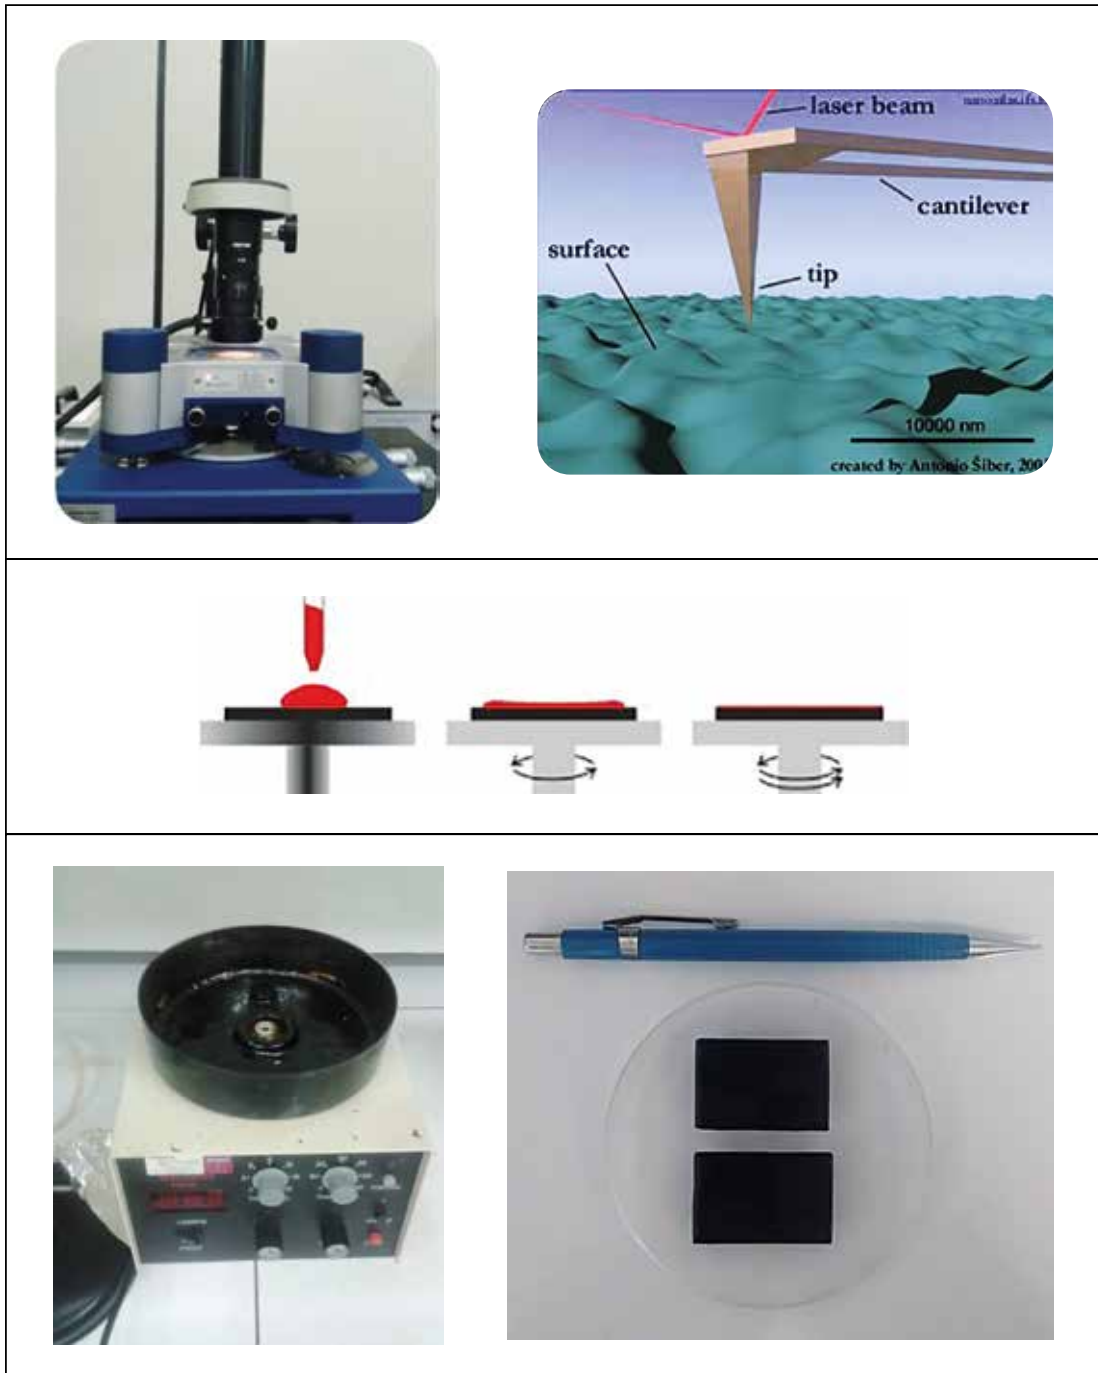 laser beam
cantilever
surface
tip
10000 nm
created by Antonio Šiber, 200